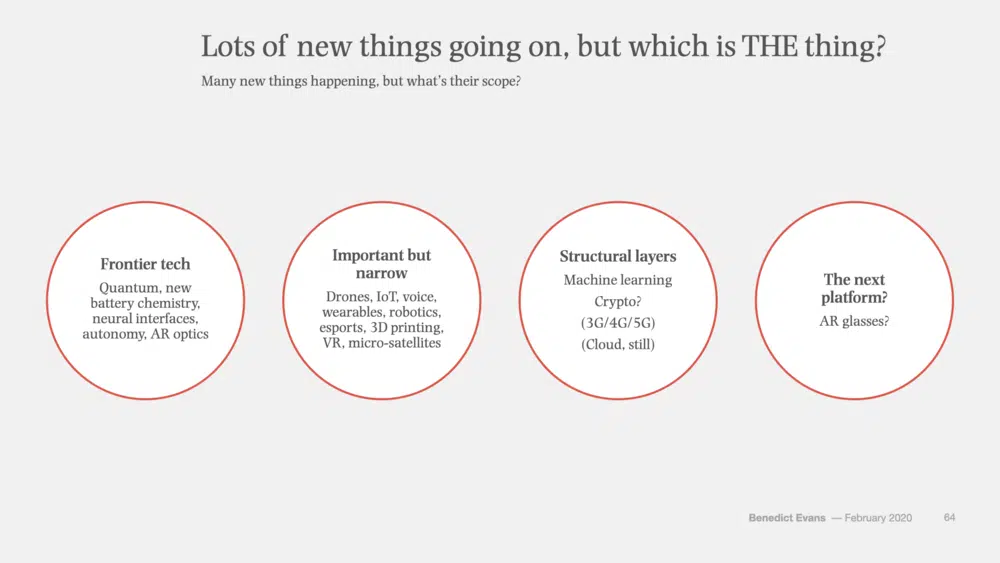 Lots of new things going on, but which is THE thing?
Many new things happening, but what’s their scope?
Frontier tech
Quantum, new
battery chemistry,
neural interfaces,
autonomy, AR optics
Important but
narrow
Drones, IoT, voice,
wearables, robotics,
esports, 3D printing,
VR, micro-satellites
Structural layers
Machine learning
Crypto?
(3G/4G/5G)
(Cloud, still)
The next
platform?
AR glasses?
Benedict Evans — February 2020 64